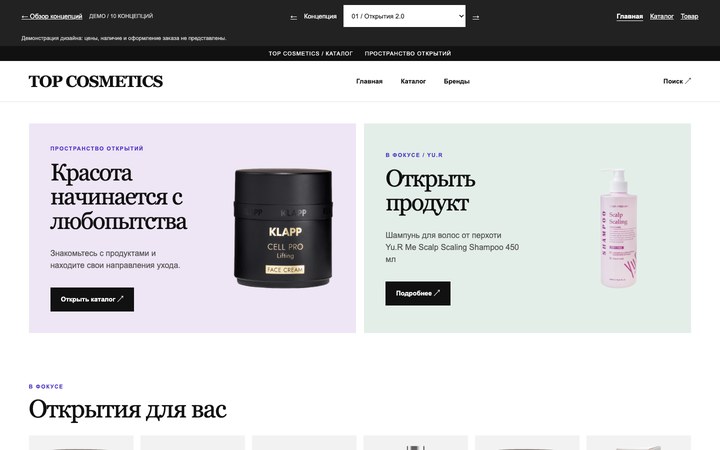 ← Обзор концепций ДЕМО / 10 КОНЦЕПЦИЙ
← Концепция 01 / Открытия 2.0 →
Главная Каталог Товар
Демонстрация дизайна: цены, наличие и оформление заказа не представлены.
TOP COSMETICS / КАТАЛОГ ПРОСТРАНСТВО ОТКРЫТИЙ
TOP COSMETICS
Главная Каталог Бренды
Поиск ↗
ПРОСТРАНСТВО ОТКРЫТИЙ
Красота
начинается с
любопытства
Знакомьтесь с продуктами и
находите свои направления ухода.
Открыть каталог ↗
KLAPP
KLAPP
CELL PRO
Lifting
FACE CREAM
В ФОКУСЕ / YU.R
Открыть
продукт
Шампунь для волос от перхоти
Yu.R Me Scalp Scaling Shampoo 450
мл
Подробнее ↗
SHAMPOO
Scalp
Scaling
В ФОКУСЕ
Открытия для вас